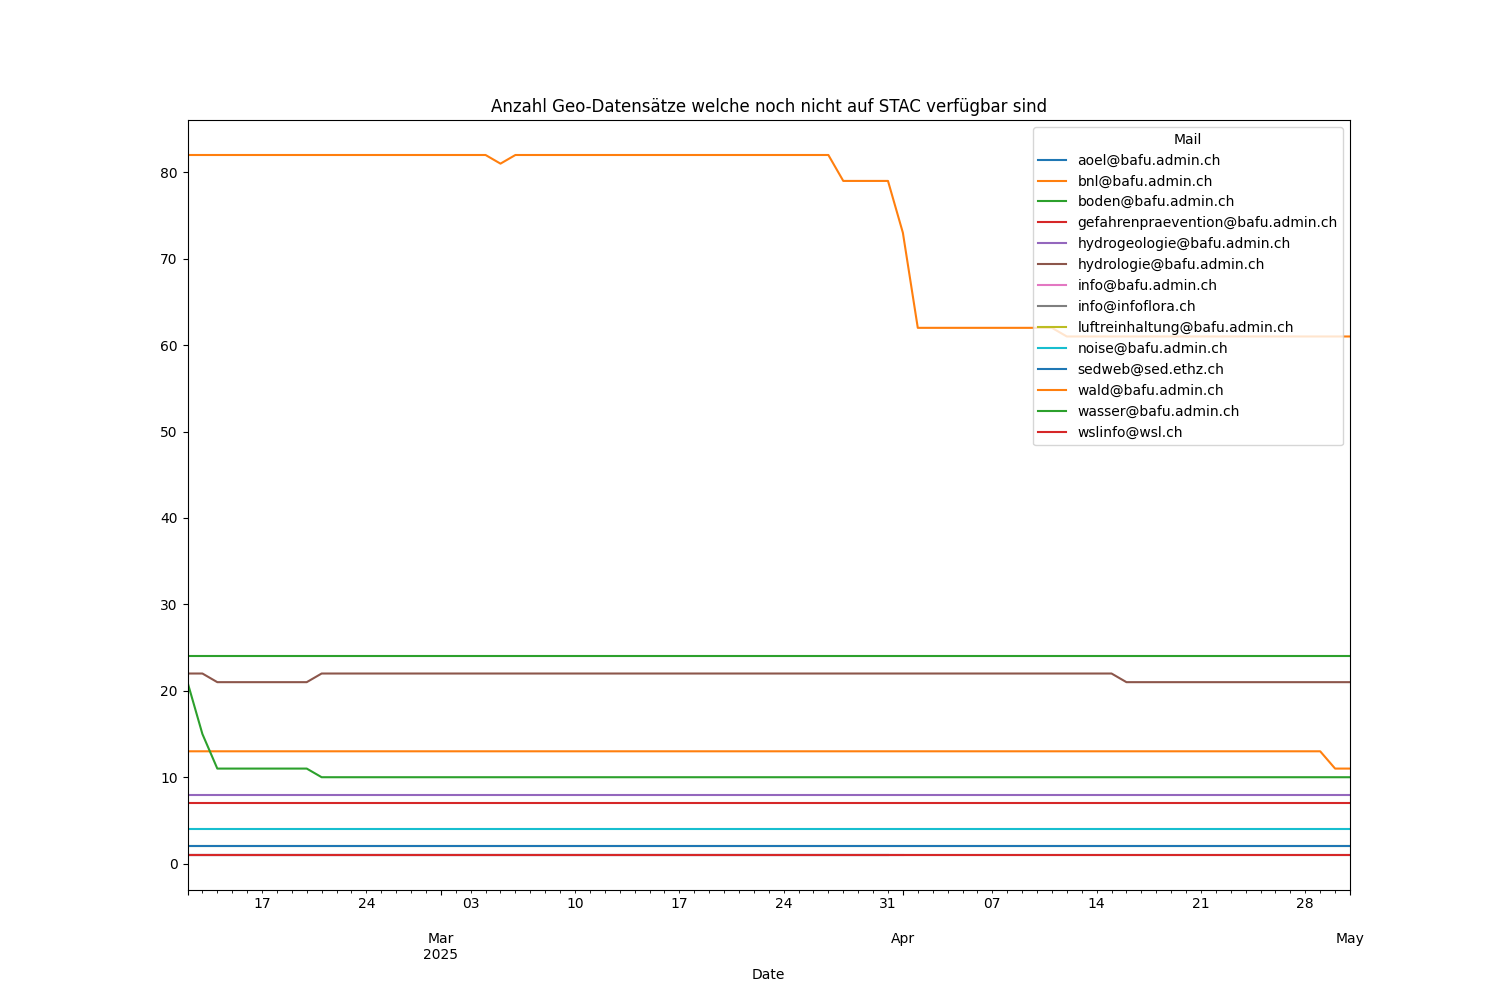 Anzahl Geo-Datensätze welche noch nicht auf STAC verfügbar sind
Mail
aoel@bafu.admin.ch
bnl@bafu.admin.ch
boden@bafu.admin.ch
gefahrenpraevention@bafu.admin.ch
hydrogeologie@bafu.admin.ch
hydrologie@bafu.admin.ch
info@bafu.admin.ch
info@infoflora.ch
luftreinhaltung@bafu.admin.ch
noise@bafu.admin.ch
sedweb@sed.ethz.ch
wald@bafu.admin.ch
wasser@bafu.admin.ch
wslinfo@wsl.ch
80
70
60
50
40
30
20
10
0
17 24 03 10 17 24 31 07 14 21 28
Mar Apr May
2025
Date